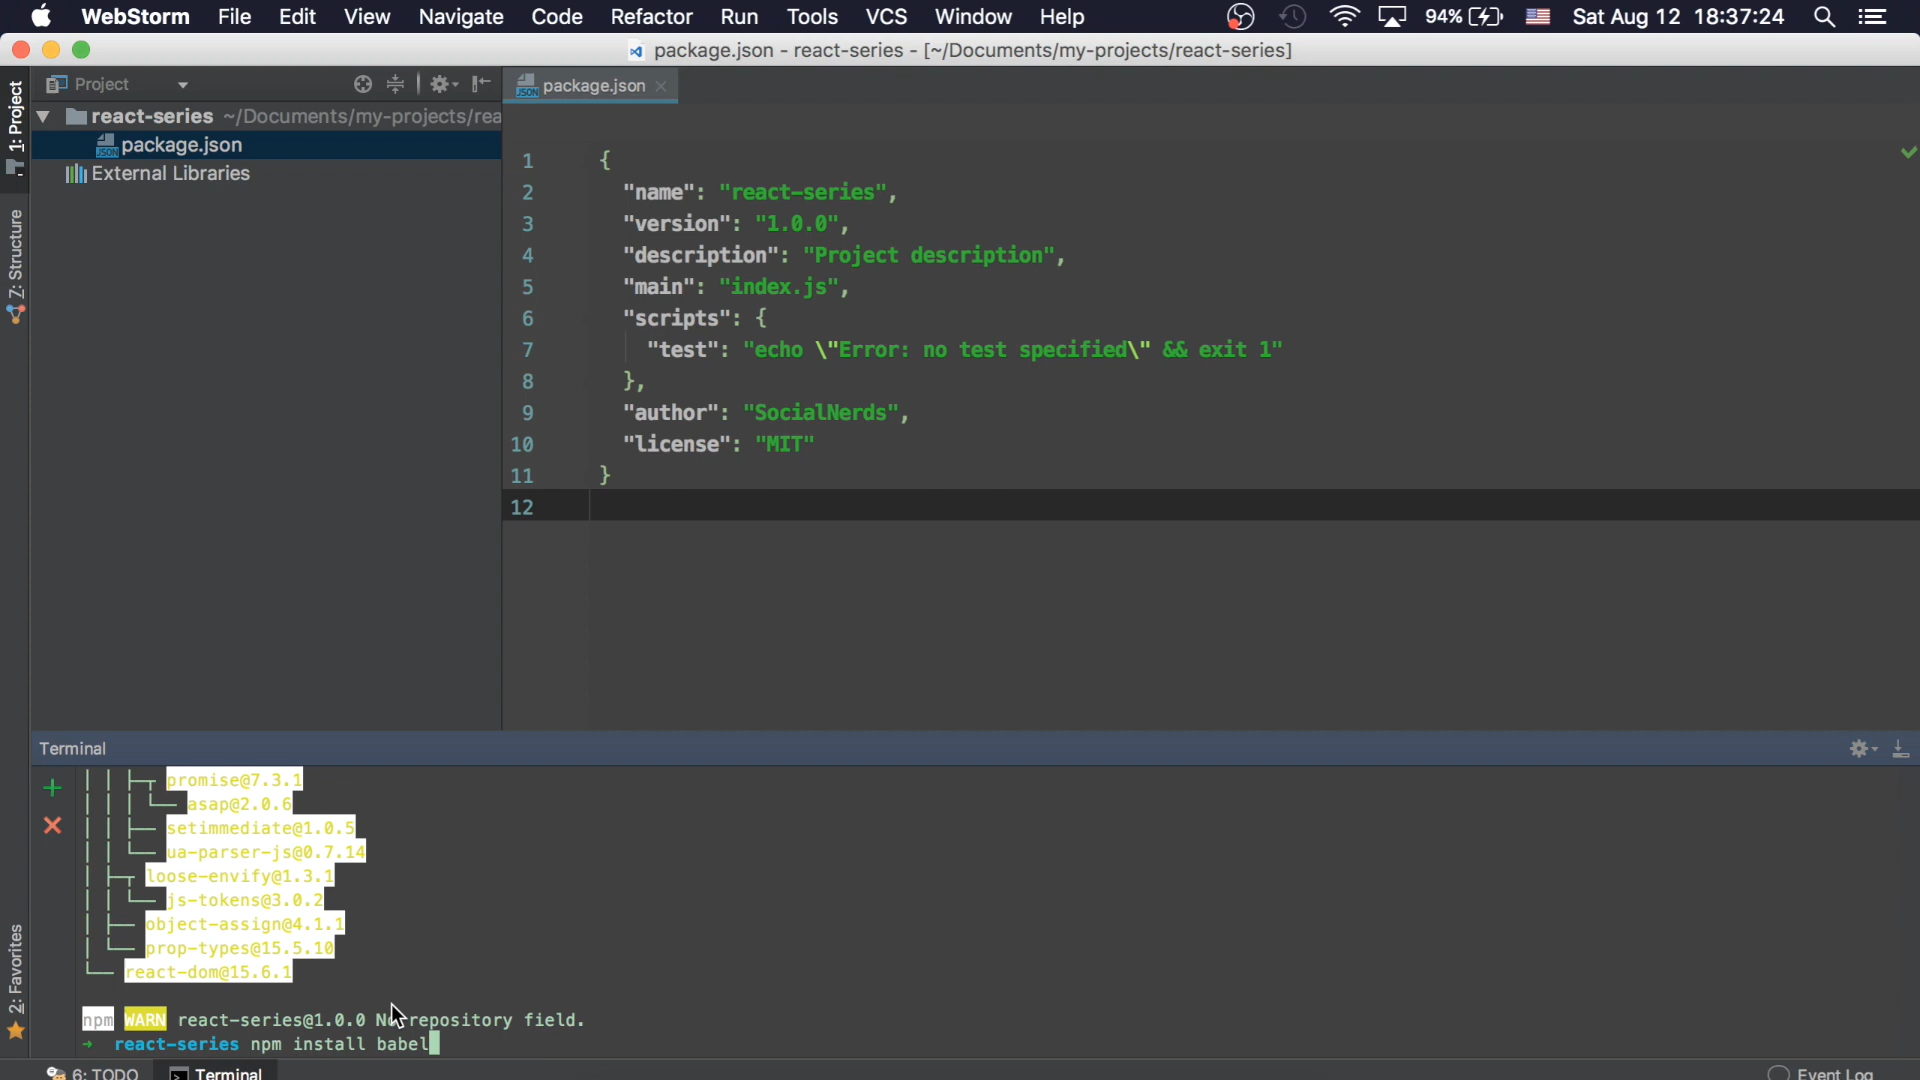 WebStorm File Edit View Navigate Code Refactor Run Tools VCS Window Help 94% Sat Aug 12 18:37:24
package.json - react-series - [~/Documents/my-projects/react-series]
1: Project
Z: Structure
2: Favorites
Project
react-series ~/Documents/my-projects/rea
package.json
External Libraries
package.json
1 {
2 "name": "react-series",
3 "version": "1.0.0",
4 "description": "Project description",
5 "main": "index.js",
6 "scripts": {
7 "test": "echo \"Error: no test specified\" && exit 1"
8 },
9 "author": "SocialNerds",
10 "license": "MIT"
11 }
12
Terminal
promise@7.3.1
asap@2.0.6
setimmediate@1.0.5
ua-parser-js@0.7.14
loose-envify@1.3.1
js-tokens@3.0.2
object-assign@4.1.1
prop-types@15.5.10
react-dom@15.6.1
npm WARN react-series@1.0.0 No repository field.
➜ react-series npm install babel
6: TODO Terminal Event Log